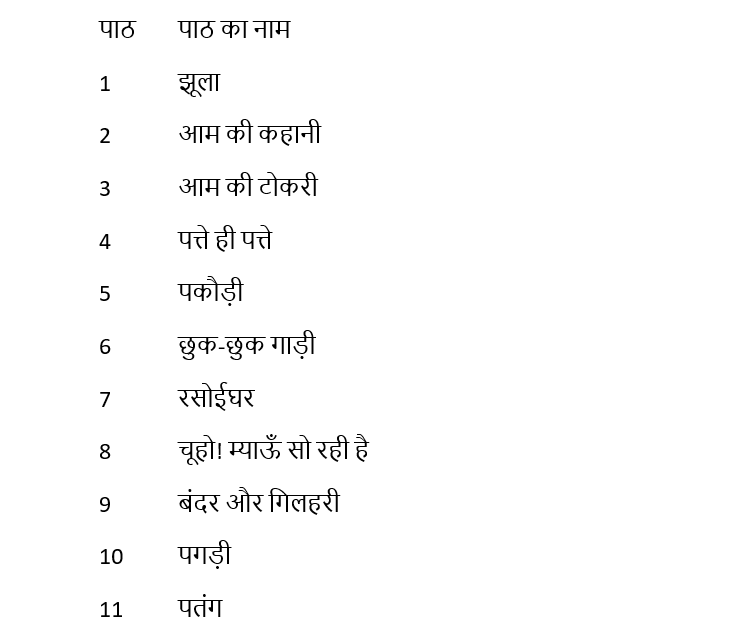 पाठ पाठ का नाम
1 झूला
2 आम की कहानी
3 आम की टोकरी
4 पत्ते ही पत्ते
5 पकौड़ी
6 छुक-छुक गाड़ी
7 रसोईघर
8 चूहो! म्याऊँ सो रही है
9 बंदर और गिलहरी
10 पगड़ी
11 पतंग